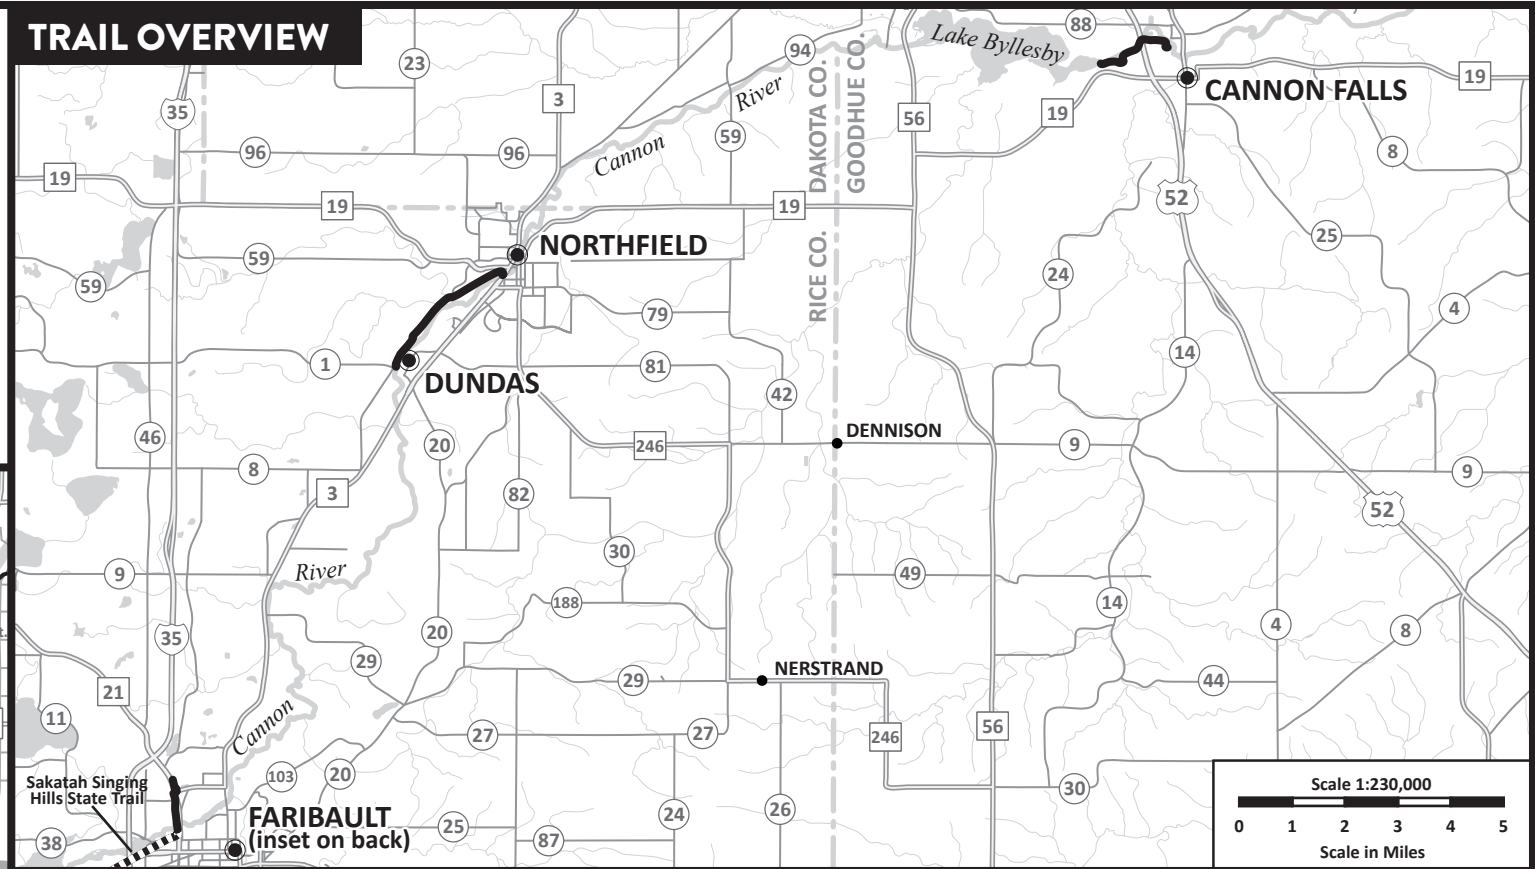 TRAIL OVERVIEW
88
Lake Byllesby
23
94
35
3
River
DAKOTA CO.
GOODHUE CO.
19
CANNON FALLS
56
19
59
96
96
Cannon
8
19
19
19
52
25
NORTHFIELD
59
59
RICE CO.
24
4
79
1
81
14
DUNDAS
42
46
20
246
DENNISON
9
8
9
3
82
52
30
River
9
49
188
14
35
20
4
8
29
NERSTRAND
29
44
21
11
Cannon
27
27
246
56
103
20
Sakatah Singing
Hills State Trail
30
FARIBAULT
(inset on back)
25
24
26
38
87
Scale 1:230,000
0 1 2 3 4 5
Scale in Miles